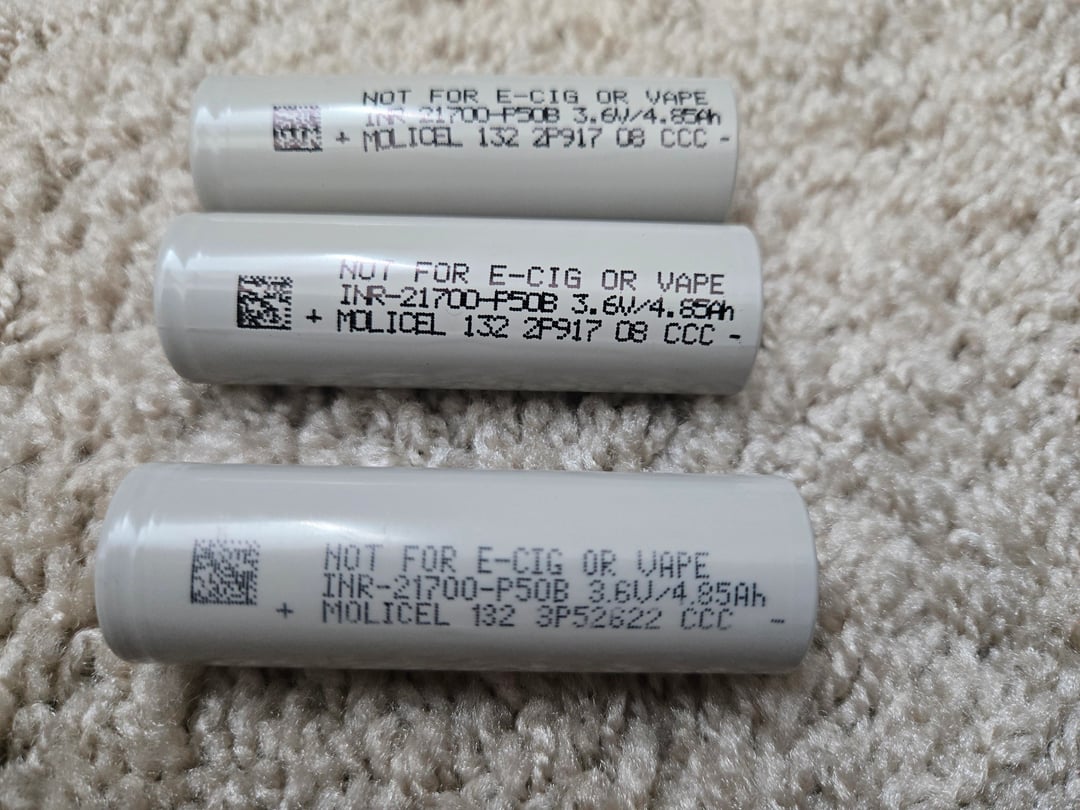 NOT FOR E-CIG OR VAPE
INR-21700-P50B 3.6V/4.85Ah
+ MOLICEL 132 2P917 08 CCC -
NOT FOR E-CIG OR VAPE
INR-21700-P50B 3.6V/4.85Ah
+ MOLICEL 132 2P917 08 CCC -
NOT FOR E-CIG OR VAPE
INR-21700-P50B 3.6V/4.85Ah
+ MOLICEL 132 3P52622 CCC -